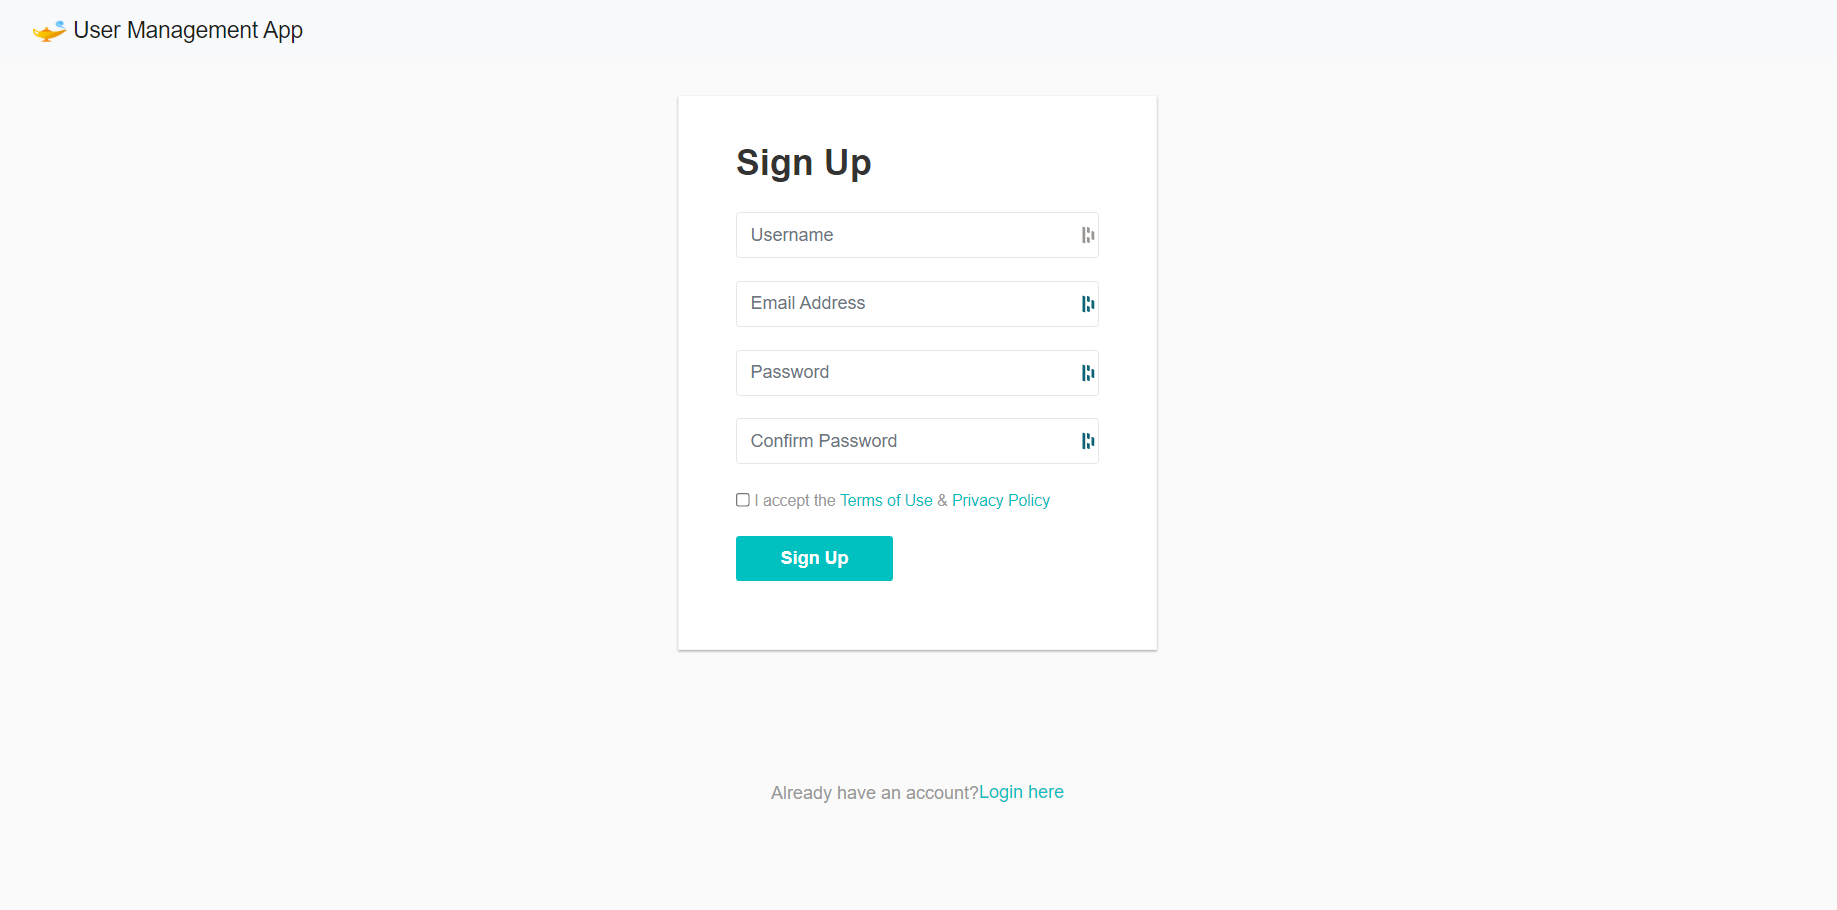 User Management App
Sign Up
Username
Email Address
Password
Confirm Password
I accept the Terms of Use & Privacy Policy
Sign Up
Already have an account?Login here